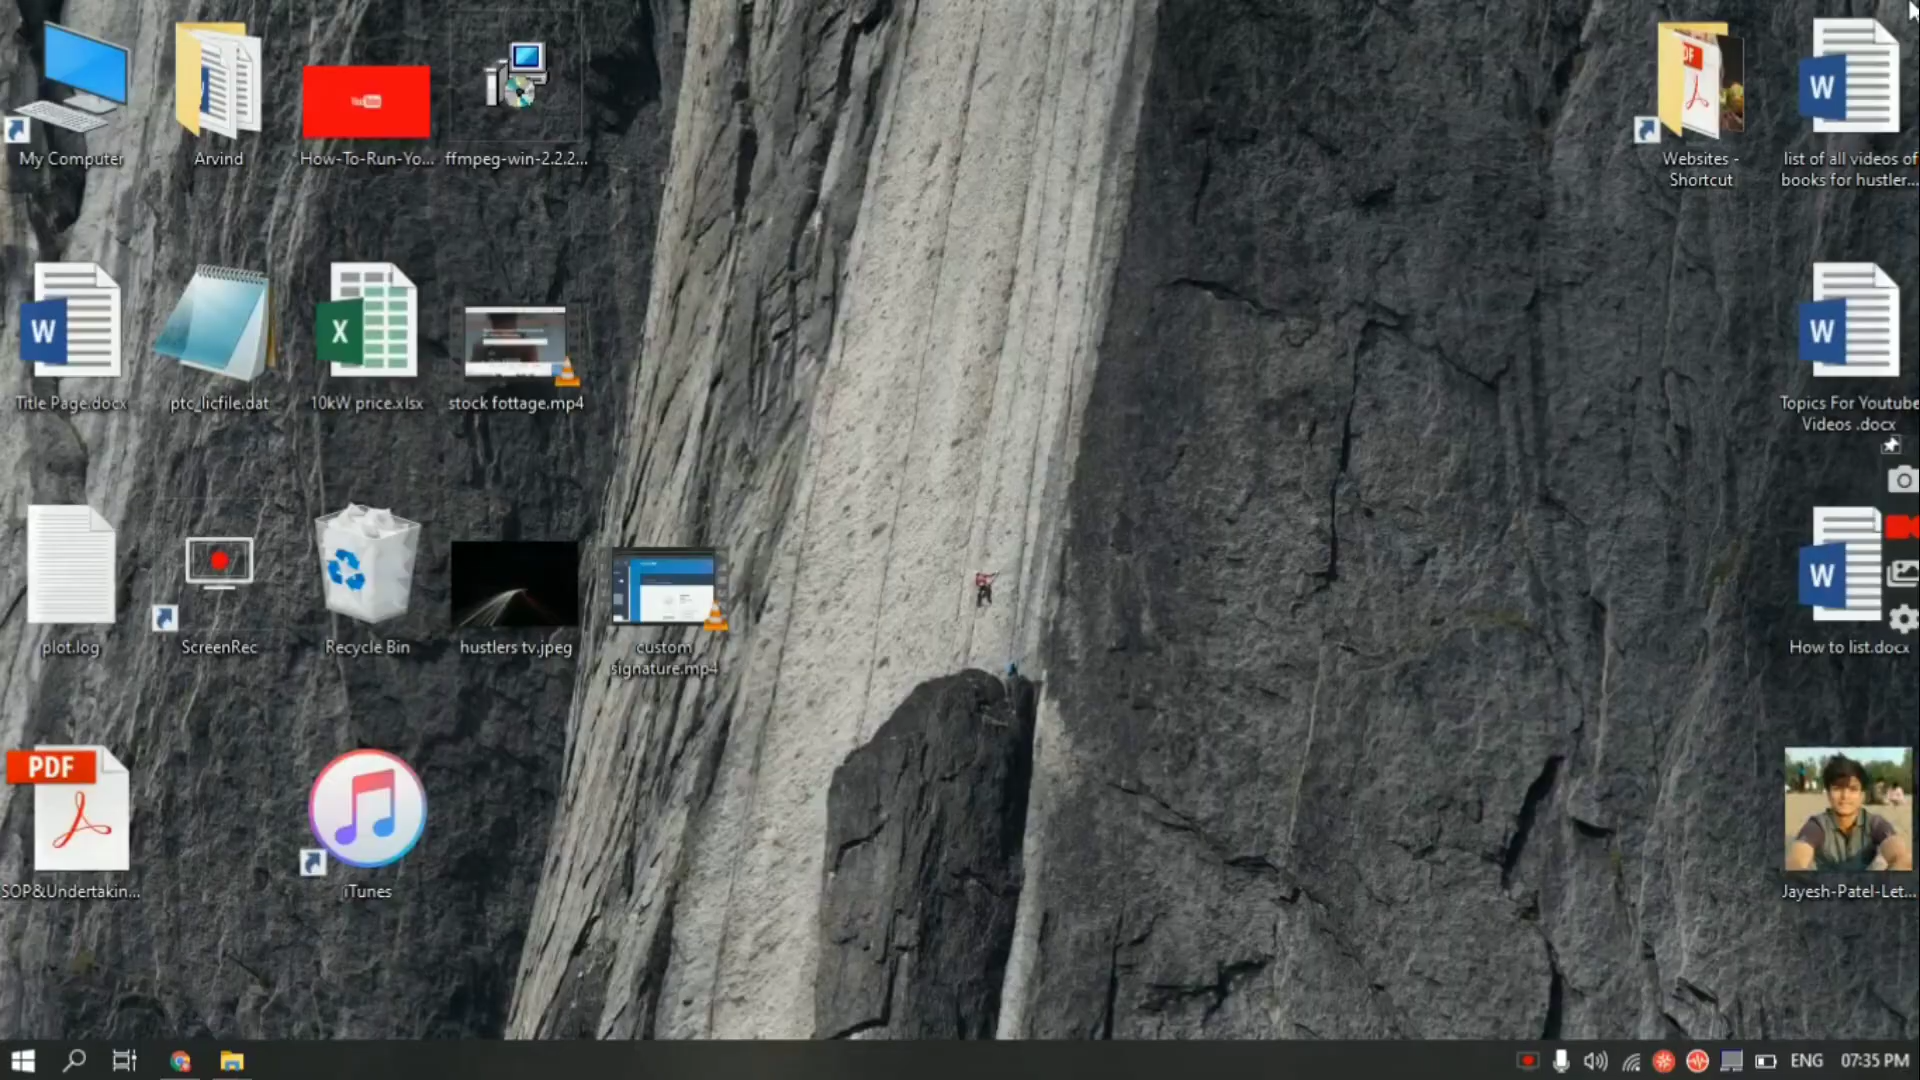 My Computer
Arvind
How-To-Run-Yo...
ffmpeg-win-2.2.2...
Websites -
Shortcut
list of all videos of
books for hustler...
Title Page.docx
ptc_licfile.dat
10kW price.xlsx
stock fottage.mp4
Topics For Youtube
Videos .docx
plot.log
ScreenRec
Recycle Bin
hustlers tv.jpeg
custom
signature.mp4
How to list.docx
PDF
SOP&Undertakin...
iTunes
Jayesh-Patel-Let...
ENG
07:35 PM